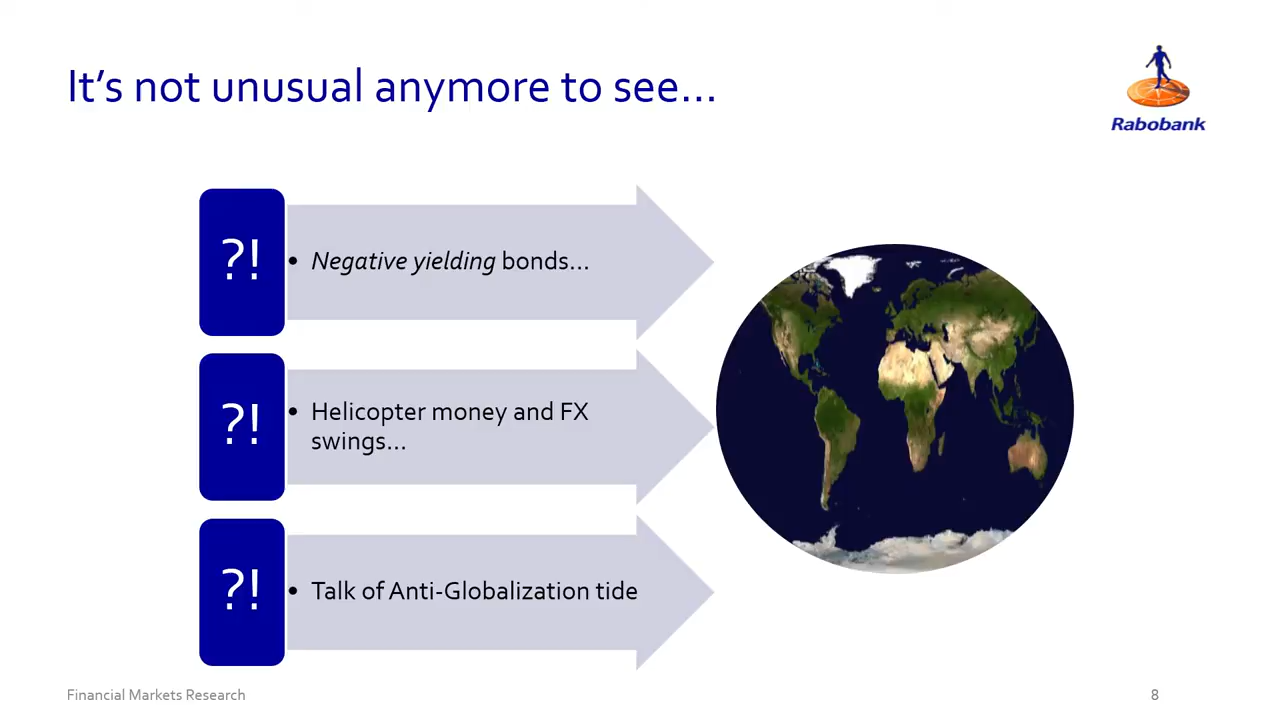 It’s not unusual anymore to see…
Rabobank
?!
• Negative yielding bonds…
?!
• Helicopter money and FX
swings…
?!
• Talk of Anti-Globalization tide
Financial Markets Research
8